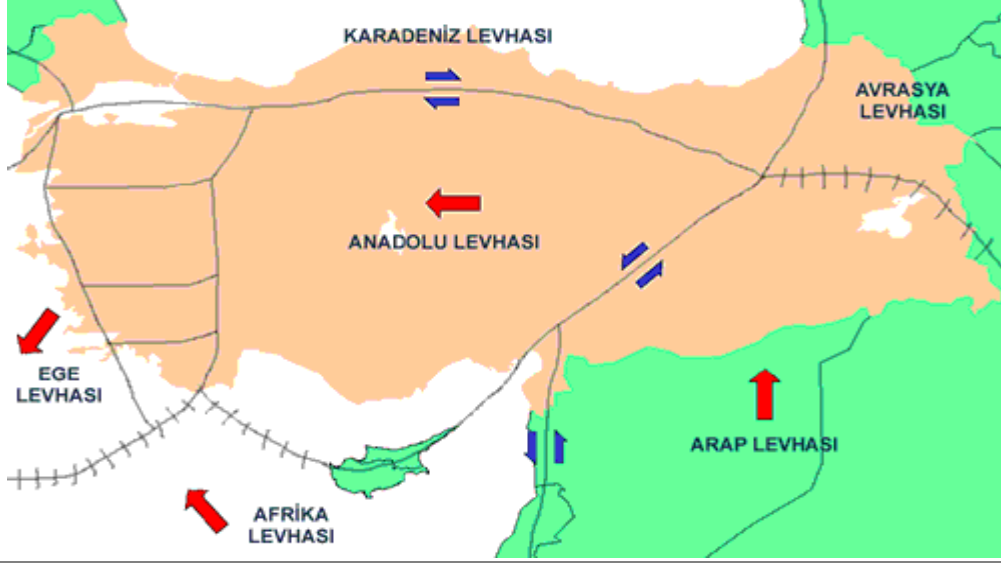 KARADENİZ LEVHASI
AVRASYA
LEVHASI
ANADOLU LEVHASI
EGE
LEVHASI
ARAP LEVHASI
AFRİKA
LEVHASI